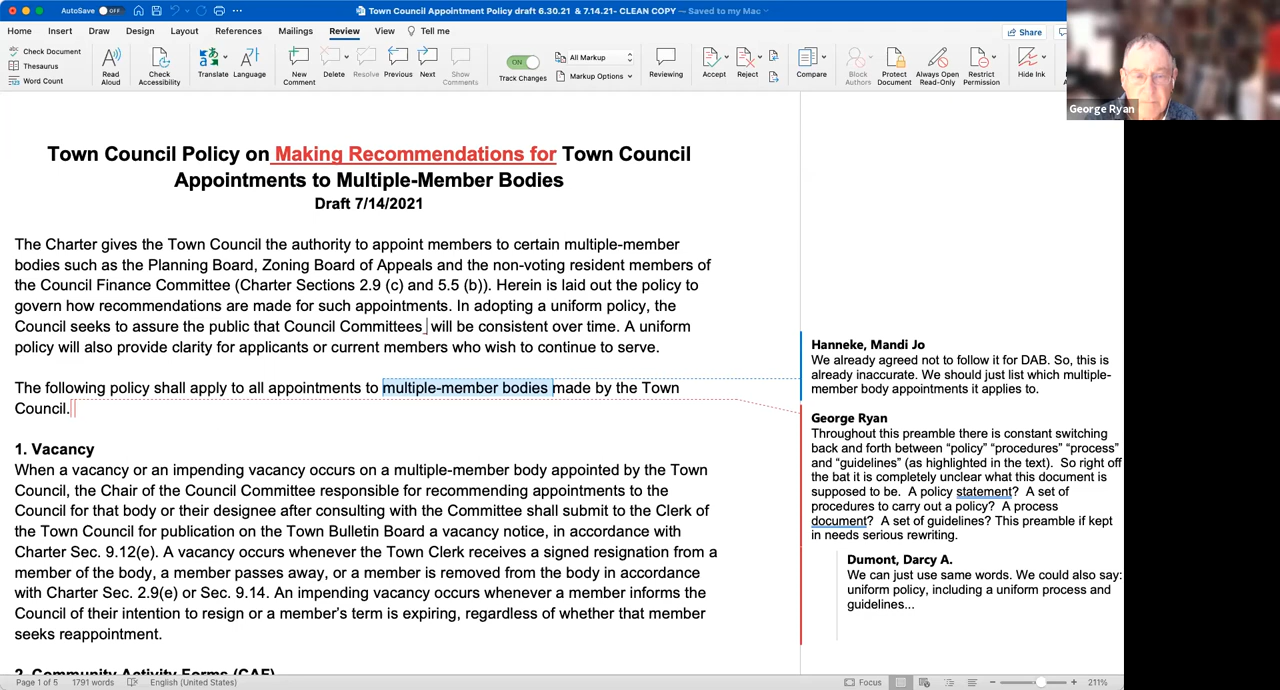 AutoSave OFF
Town Council Appointment Policy draft 6.30.21 & 7.14.21- CLEAN COPY — Saved to my Mac
Home Insert Draw Design Layout References Mailings Review View Tell me
Share
Check Document
Thesaurus
Word Count
Read Aloud
Check Accessibility
Translate
Language
New Comment
Delete
Resolve
Previous
Next
Show Comments
ON
Track Changes
All Markup
Markup Options
Reviewing
Accept
Reject
Compare
Block Authors
Protect Document
Always Open Read-Only
Restrict Permission
Hide Ink
George Ryan
Town Council Policy on Making Recommendations for Town Council
Appointments to Multiple-Member Bodies
Draft 7/14/2021
The Charter gives the Town Council the authority to appoint members to certain multiple-member
bodies such as the Planning Board, Zoning Board of Appeals and the non-voting resident members of
the Council Finance Committee (Charter Sections 2.9 (c) and 5.5 (b)). Herein is laid out the policy to
govern how recommendations are made for such appointments. In adopting a uniform policy, the
Council seeks to assure the public that Council Committees will be consistent over time. A uniform
policy will also provide clarity for applicants or current members who wish to continue to serve.
The following policy shall apply to all appointments to multiple-member bodies made by the Town
Council.
1. Vacancy
When a vacancy or an impending vacancy occurs on a multiple-member body appointed by the Town
Council, the Chair of the Council Committee responsible for recommending appointments to the
Council for that body or their designee after consulting with the Committee shall submit to the Clerk of
the Town Council for publication on the Town Bulletin Board a vacancy notice, in accordance with
Charter Sec. 9.12(e). A vacancy occurs whenever the Town Clerk receives a signed resignation from a
member of the body, a member passes away, or a member is removed from the body in accordance
with Charter Sec. 2.9(e) or Sec. 9.14. An impending vacancy occurs whenever a member informs the
Council of their intention to resign or a member's term is expiring, regardless of whether that member
seeks reappointment.
2. Community Activity Forms (CAF)
Hanneke, Mandi Jo
We already agreed not to follow it for DAB. So, this is
already inaccurate. We should just list which multiple-
member body appointments it applies to.
George Ryan
Throughout this preamble there is constant switching
back and forth between “policy” “procedures” “process”
and “guidelines” (as highlighted in the text). So right off
the bat it is completely unclear what this document is
supposed to be. A policy statement? A set of
procedures to carry out a policy? A process
document? A set of guidelines? This preamble if kept
in needs serious rewriting.
Dumont, Darcy A.
We can just use same words. We could also say:
uniform policy, including a uniform process and
guidelines...
Page 1 of 5 1791 words English (United States) Focus 211%